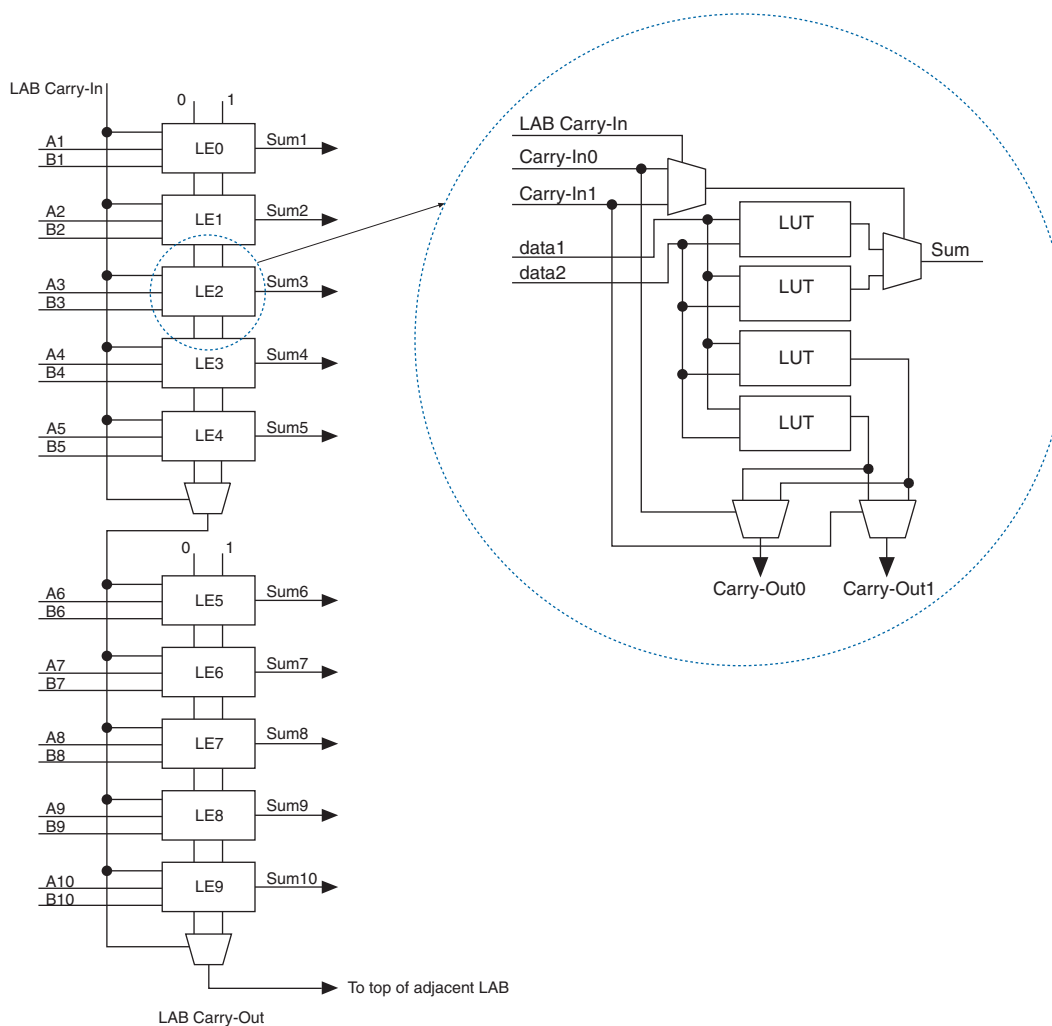 LAB Carry-In
0 1
A1
B1
LE0
Sum1
A2
B2
LE1
Sum2
A3
B3
LE2
Sum3
A4
B4
LE3
Sum4
A5
B5
LE4
Sum5
0 1
A6
B6
LE5
Sum6
A7
B7
LE6
Sum7
A8
B8
LE7
Sum8
A9
B9
LE8
Sum9
A10
B10
LE9
Sum10
To top of adjacent LAB
LAB Carry-Out
LAB Carry-In
Carry-In0
Carry-In1
data1
data2
LUT
LUT
LUT
LUT
Sum
Carry-Out0
Carry-Out1